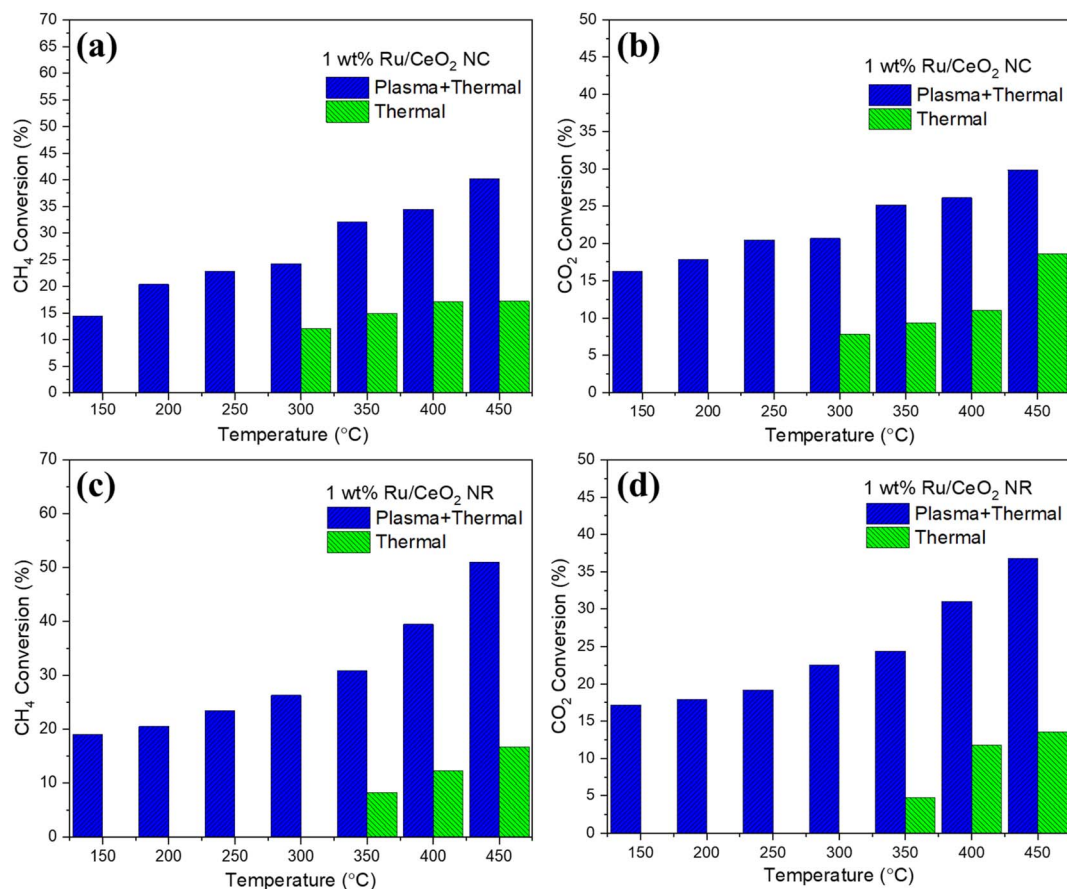 (a)
1 wt% Ru/CeO₂ NC
Plasma+Thermal
Thermal
CH₄ Conversion (%)
70
65
60
55
50
45
40
35
30
25
20
15
10
5
0
150 200 250 300 350 400 450
Temperature (°C)
(b)
1 wt% Ru/CeO₂ NC
Plasma+Thermal
Thermal
CO₂ Conversion (%)
50
45
40
35
30
25
20
15
10
5
0
150 200 250 300 350 400 450
Temperature (°C)
(c)
1 wt% Ru/CeO₂ NR
Plasma+Thermal
Thermal
CH₄ Conversion (%)
70
60
50
40
30
20
10
0
150 200 250 300 350 400 450
Temperature (°C)
(d)
1 wt% Ru/CeO₂ NR
Plasma+Thermal
Thermal
CO₂ Conversion (%)
50
45
40
35
30
25
20
15
10
5
0
150 200 250 300 350 400 450
Temperature (°C)